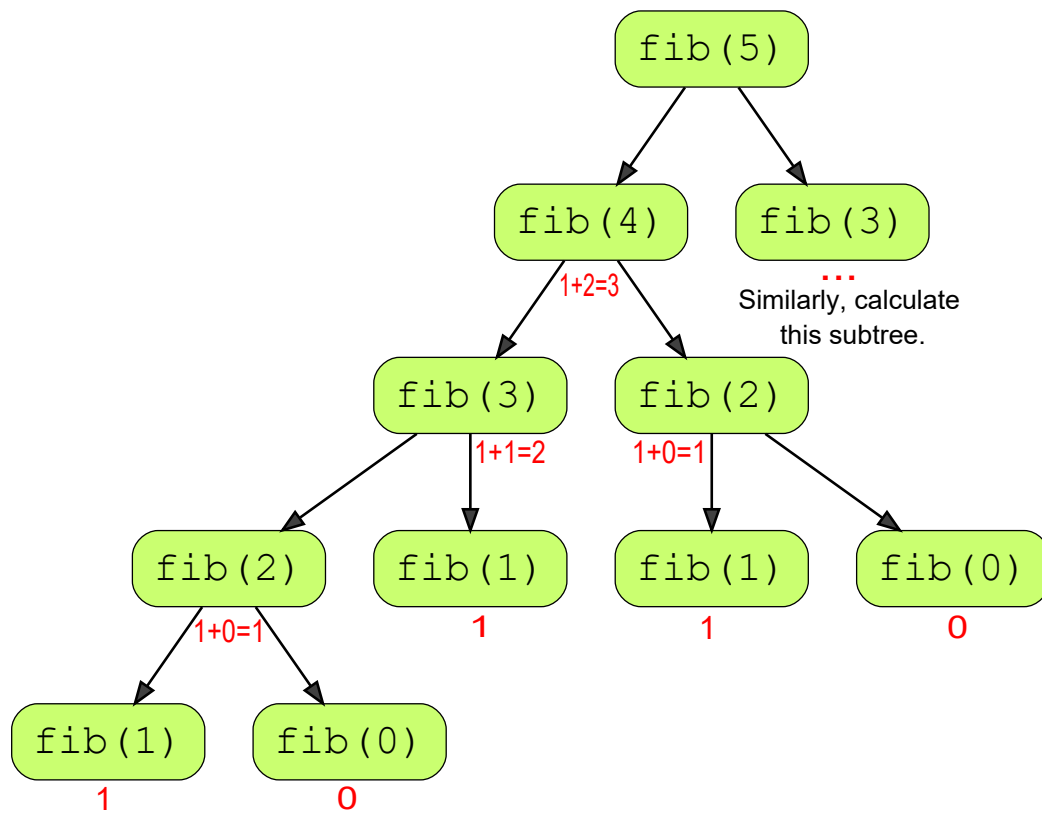 fib(5)
fib(4)
fib(3)
1+2=3
...
Similarly, calculate
this subtree.
fib(3)
fib(2)
1+1=2
1+0=1
fib(2)
fib(1)
fib(1)
fib(0)
1+0=1
1
1
0
fib(1)
fib(0)
1
0